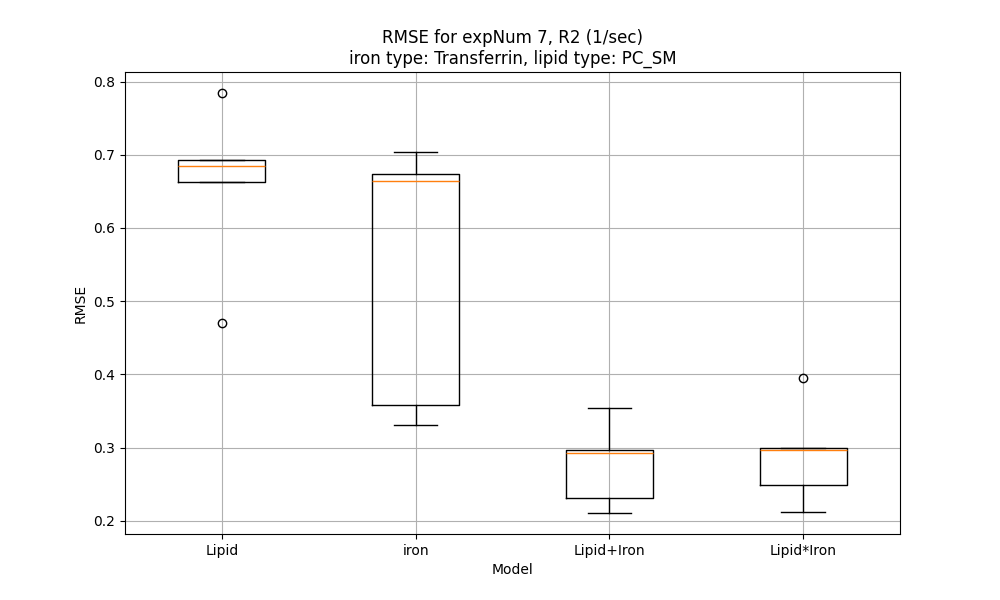 RMSE for expNum 7, R2 (1/sec)
iron type: Transferrin, lipid type: PC_SM
0.8
0.7
0.6
0.5
0.4
0.3
0.2
RMSE
Lipid
iron
Lipid+Iron
Lipid*Iron
Model